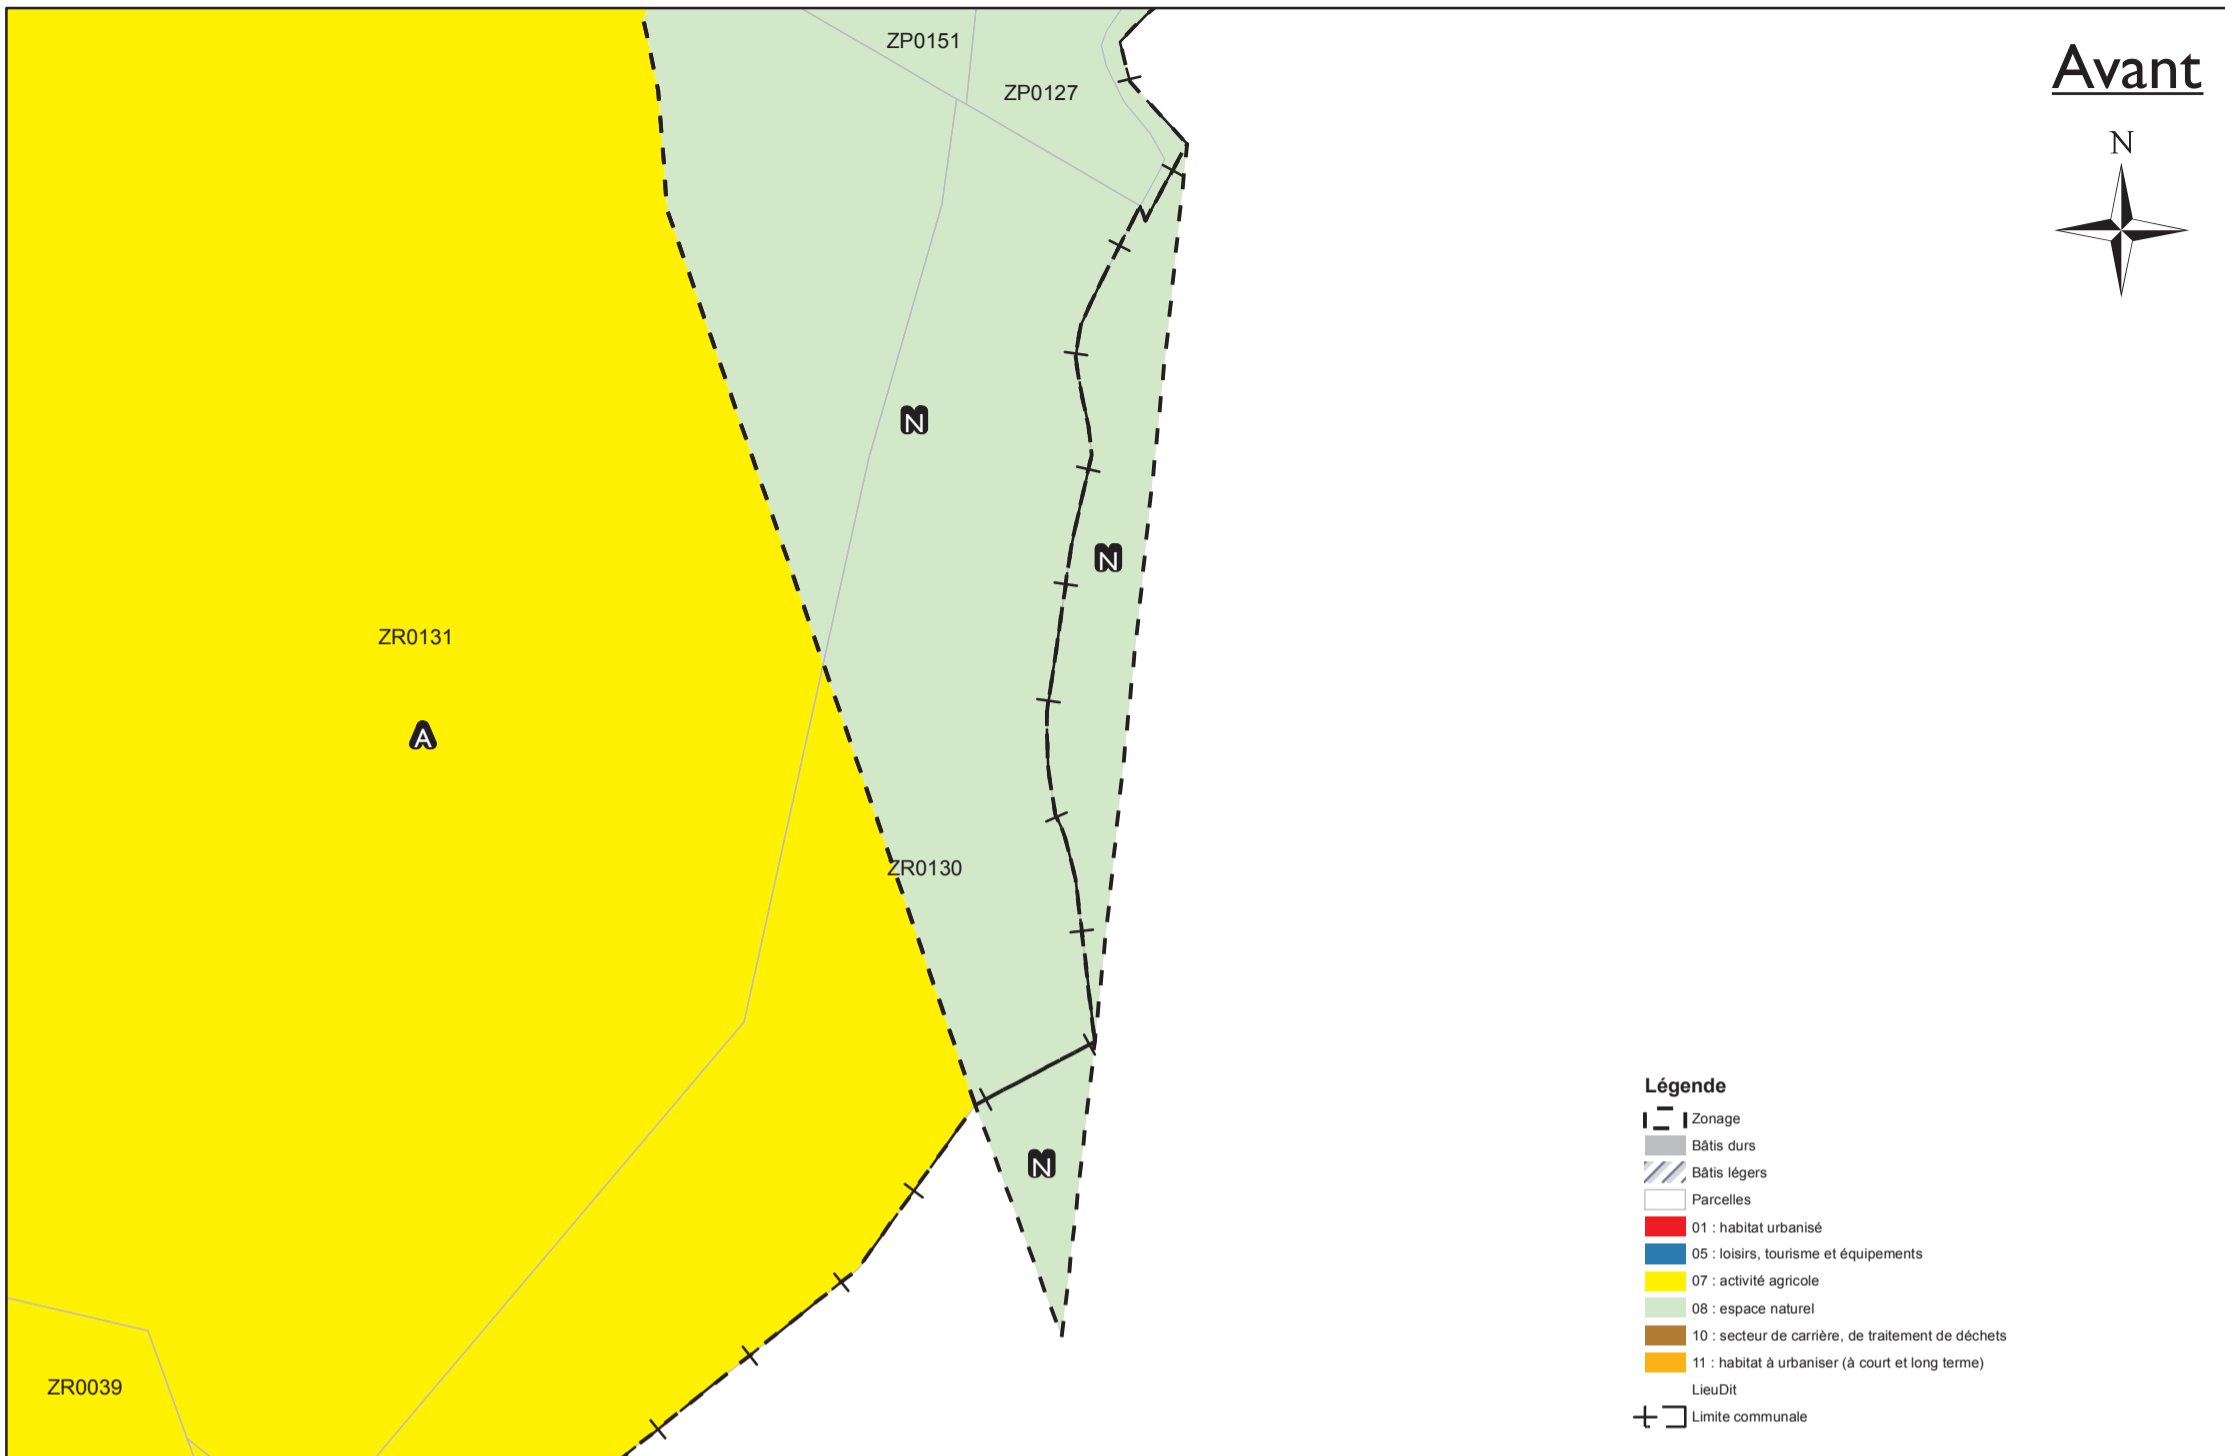 Avant
N
ZP0151
ZP0127
N
N
ZR0131
A
ZR0130
N
ZR0039
Légende
Zonage
Bâtis durs
Bâtis légers
Parcelles
01 : habitat urbanisé
05 : loisirs, tourisme et équipements
07 : activité agricole
08 : espace naturel
10 : secteur de carrière, de traitement de déchets
11 : habitat à urbaniser (à court et long terme)
LieuDit
Limite communale